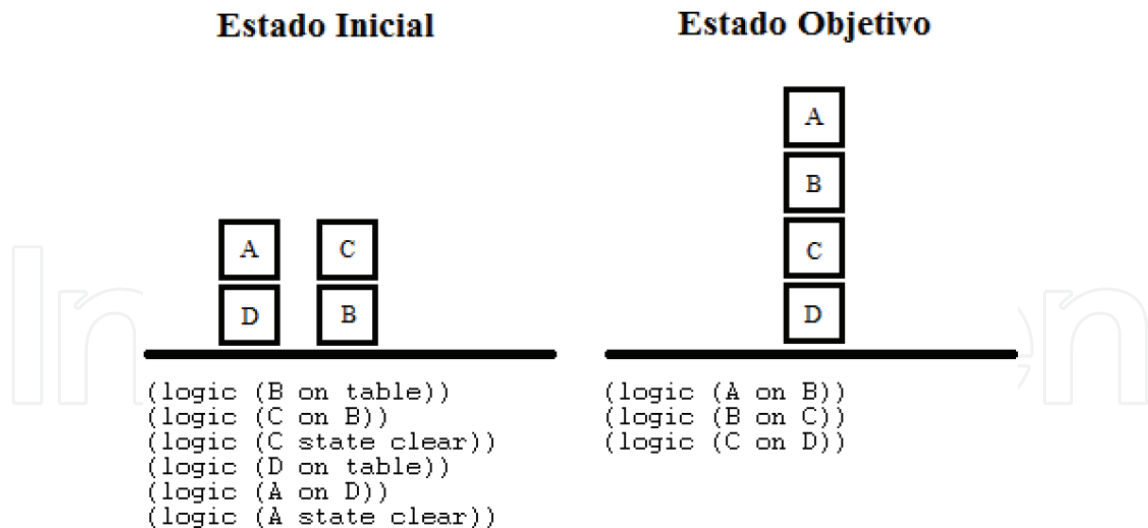 Estado Inicial
Estado Objetivo
A
C
D
B
A
B
C
D
(logic (B on table))
(logic (C on B))
(logic (C state clear))
(logic (D on table))
(logic (A on D))
(logic (A state clear))
(logic (A on B))
(logic (B on C))
(logic (C on D))